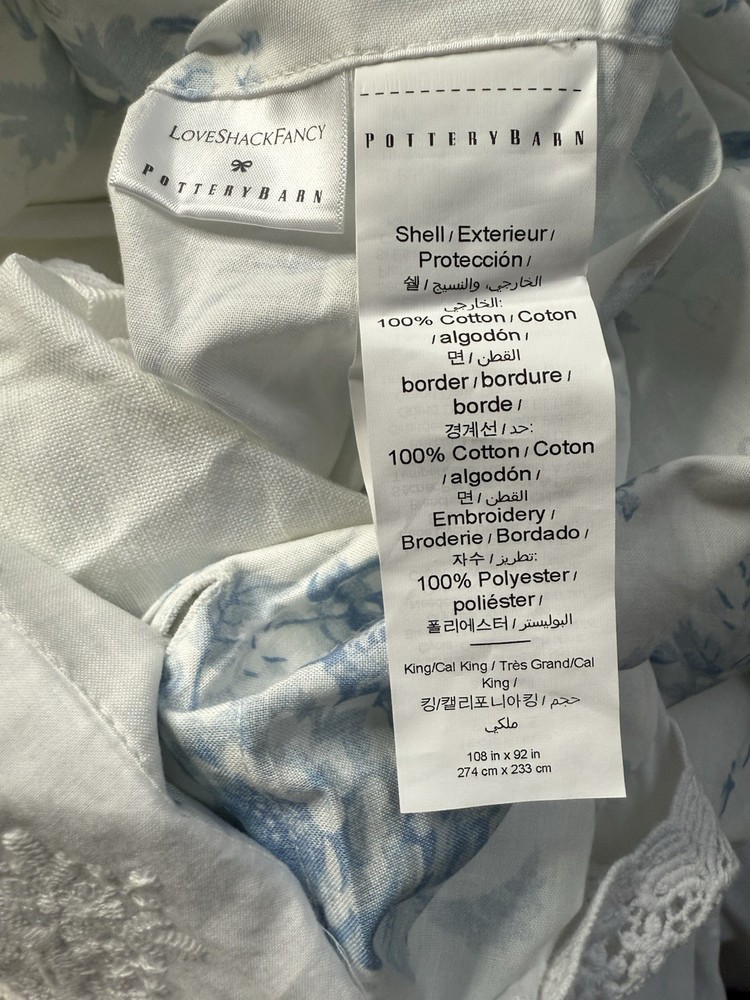 LOVESHACKFANCY
POTTERYBARN
POTTERYBARN
Shell / Exterieur /
Protección /
쉘 / الخارجي، والنسيج
الخارجي:
100% Cotton / Coton
/ algodón /
면 / القطن
border / bordure /
borde /
경계선 / حد:
100% Cotton / Coton
/ algodón /
면 / القطن
Embroidery /
Broderie / Bordado /
자수 / تطريز:
100% Polyester /
poliéster /
폴리에스터 / البوليستر
King/Cal King / Très Grand/Cal
King /
킹/캘리포니아킹 / حجم
ملكي
108 in x 92 in
274 cm x 233 cm